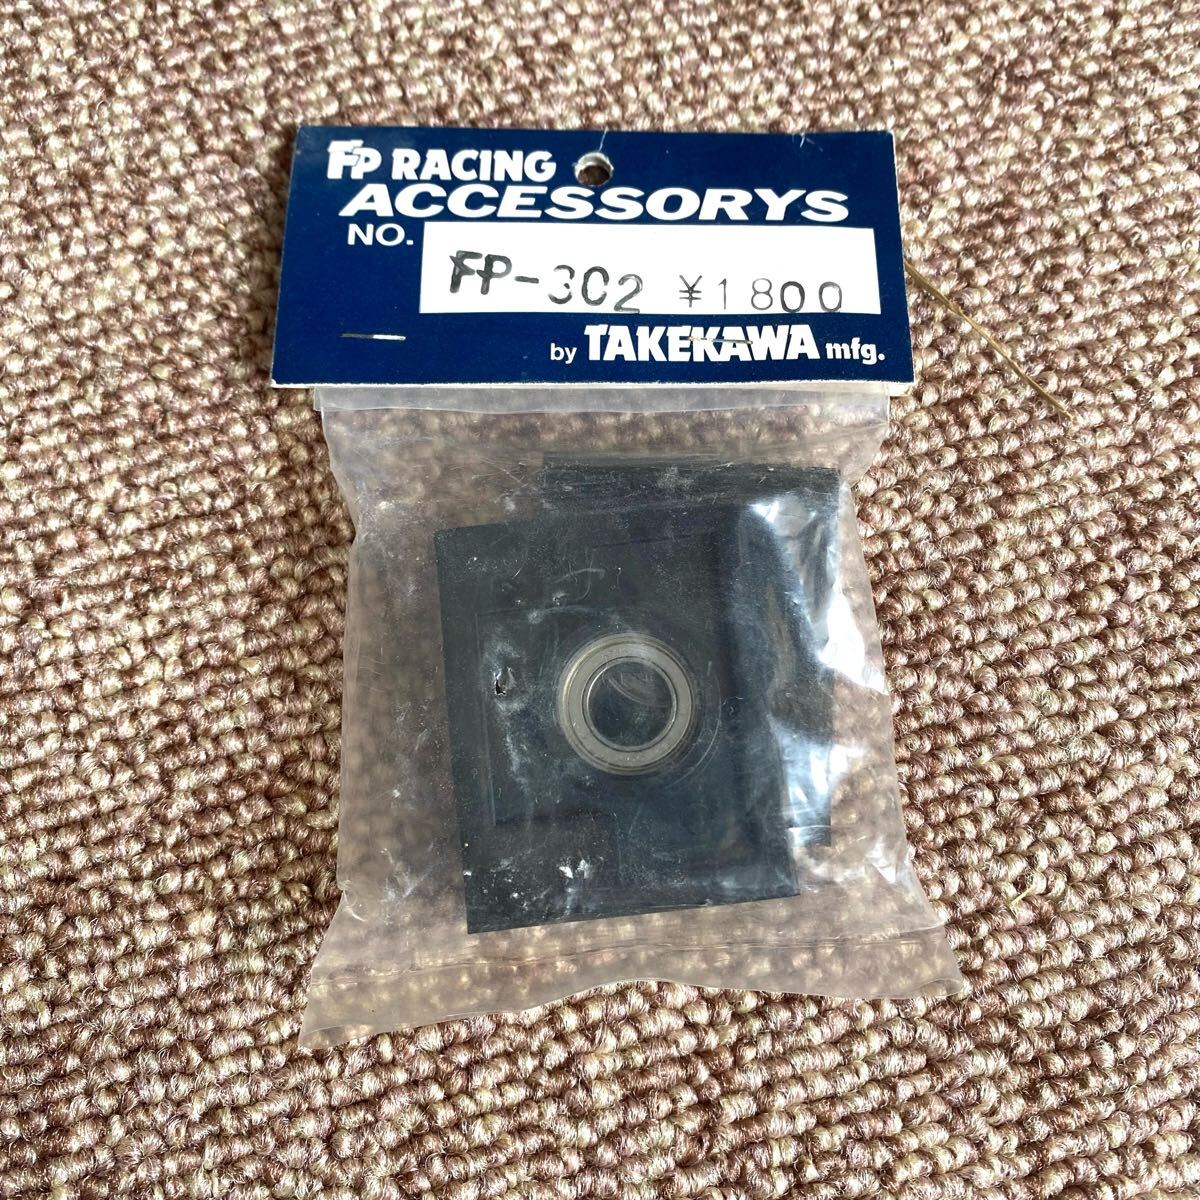 FP RACING
ACCESSORYS
NO. FP-302 ¥1800
by TAKEKAWA mfg.